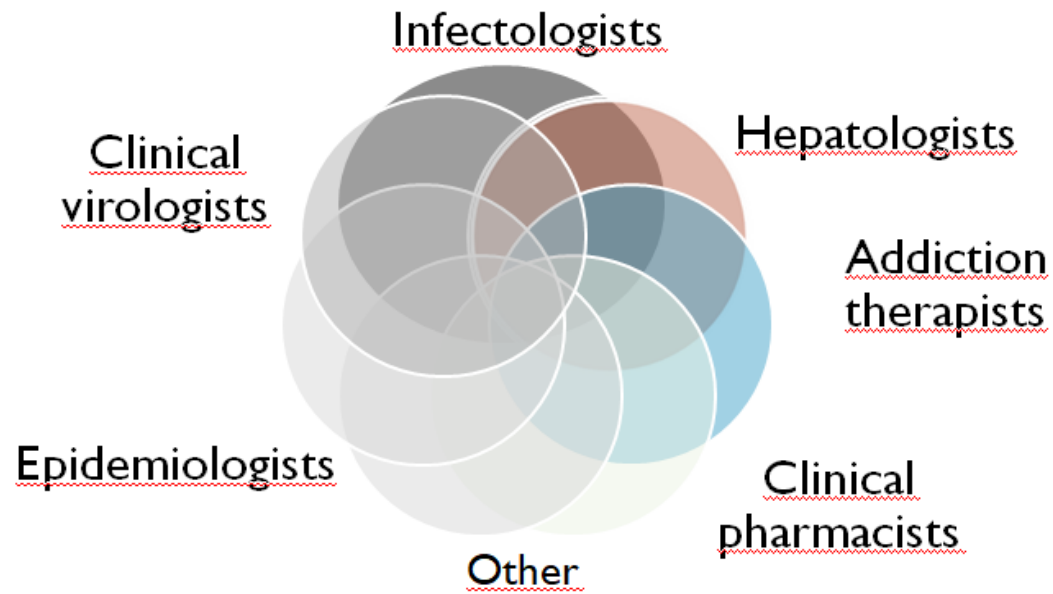 Infectologists
Hepatologists
Clinical
virologists
Addiction
therapists
Epidemiologists
Clinical
pharmacists
Other